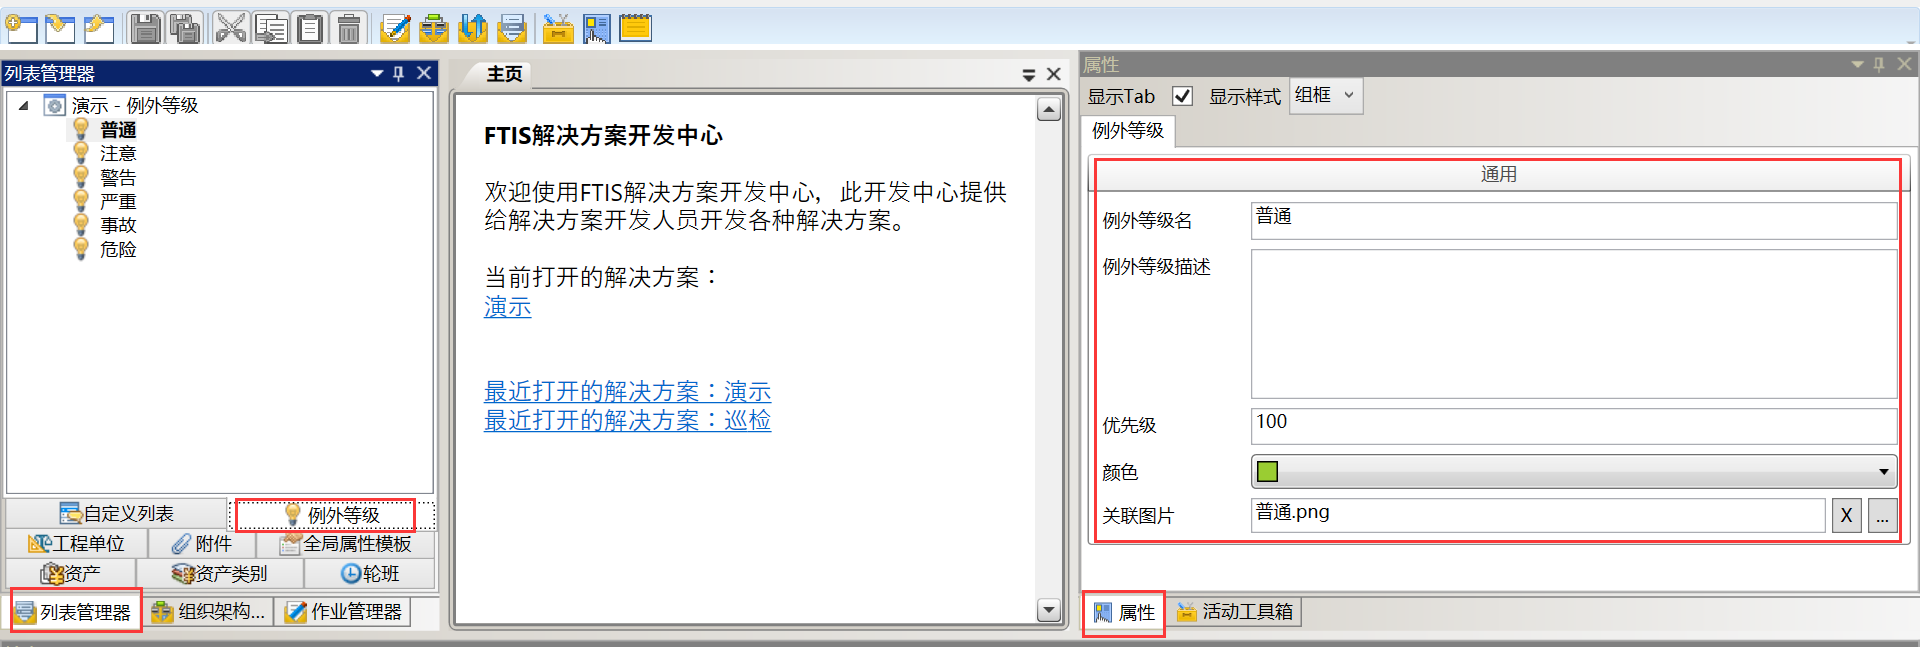 列表管理器
演示 - 例外等级
普通
注意
警告
严重
事故
危险
自定义列表
例外等级
工程单位
附件
全局属性模板
资产
资产类别
轮班
列表管理器
组织架构...
作业管理器
主页
FTIS解决方案开发中心
欢迎使用FTIS解决方案开发中心，此开发中心提供
给解决方案开发人员开发各种解决方案。
当前打开的解决方案：
演示
最近打开的解决方案：演示
最近打开的解决方案：巡检
属性
显示Tab
显示样式
组框
例外等级
通用
例外等级名
普通
例外等级描述
优先级
100
颜色
关联图片
普通.png
X
...
属性
活动工具箱